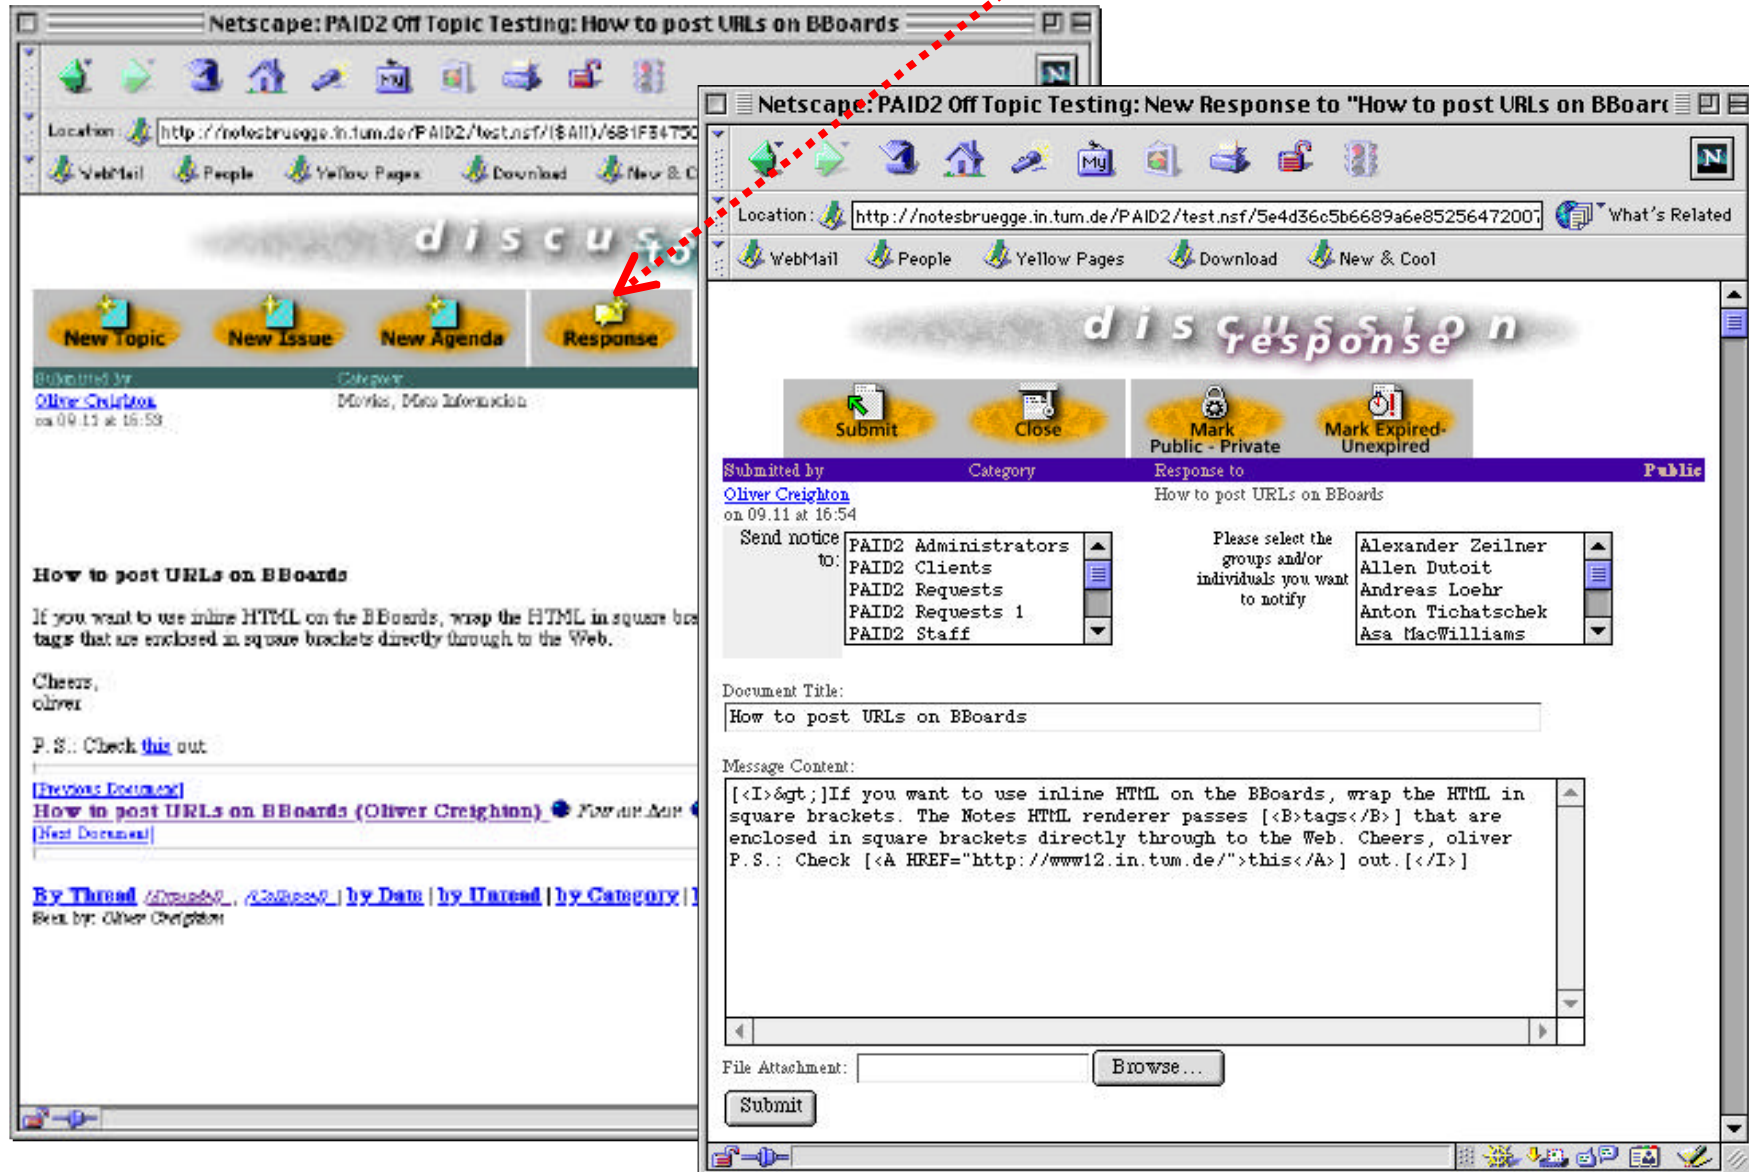 Netscape: PAID2 Off Topic Testing: How to post URLs on BBoards
My
N
Location: http://notesbruegge.in.tum.de/PAID2/test.nsf/($All)/
WebMail People Yellow Pages Download New & C
discuss
to
New Topic New Issue New Agenda Response
Submitted by Category
Oliver Creighton Movies, Meta Information
on 09.11 at 16:53
How to post URLs on BBoards
If you want to use inline HTML on the BBoards, wrap the HTML in square bra
tags that are enclosed in square brackets directly through to the Web.
Cheers,
oliver
P.S.: Check this out
[Previous Document]
How to post URLs on BBoards (Oliver Creighton)
[Next Document]
By Thread (Expanded), (Collapsed) | by Date | by Unread | by Category |
Seen by: Oliver Creighton
Netscape: PAID2 Off Topic Testing: New Response to "How to post URLs on BBoar
My
N
Location: http://notesbruegge.in.tum.de/PAID2/test.nsf/5e4d36c5b6689a6e85256472007 What's Related
WebMail People Yellow Pages Download New & Cool
discussion
response
Submit Close Mark Public - Private Mark Expired-Unexpired
Submitted by Category Response to Public
Oliver Creighton How to post URLs on BBoards
on 09.11 at 16:54
Send notice to:
PAID2 Administrators
PAID2 Clients
PAID2 Requests
PAID2 Requests 1
PAID2 Staff
Please select the
groups and/or
individuals you want
to notify
Alexander Zeilner
Allen Dutoit
Andreas Loehr
Anton Tichatschek
Asa MacWilliams
Document Title:
How to post URLs on BBoards
Message Content:
[<I>&gt;]If you want to use inline HTML on the BBoards, wrap the HTML in
square brackets. The Notes HTML renderer passes [<B>tags</B>] that are
enclosed in square brackets directly through to the Web. Cheers, oliver
P.S.: Check [<A HREF="http://www12.in.tum.de/">this</A>] out.[</I>]
File Attachment: Browse...
Submit